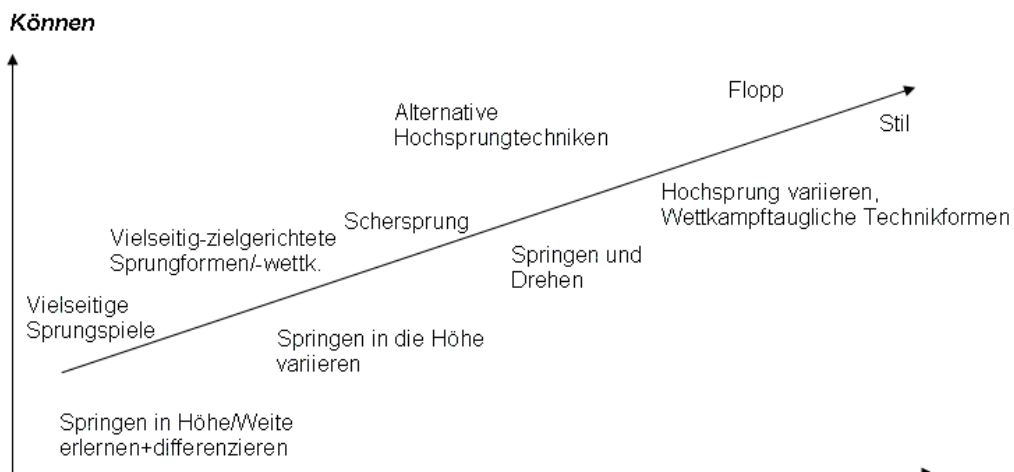 Können
Flopp
Alternative
Hochsprungtechniken
Stil
Hochsprung variieren,
Wettkampftaugliche Technikformen
Schersprung
Vielseitig-zielgerichtete
Sprungformen/-wettk.
Springen und
Drehen
Vielseitige
Sprungspiele
Springen in die Höhe
variieren
Springen in Höhe/Weite
erlernen+differenzieren